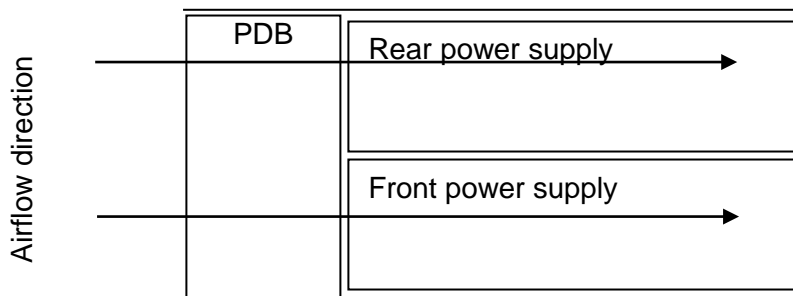 PDB
Rear power supply
Airflow direction
Front power supply